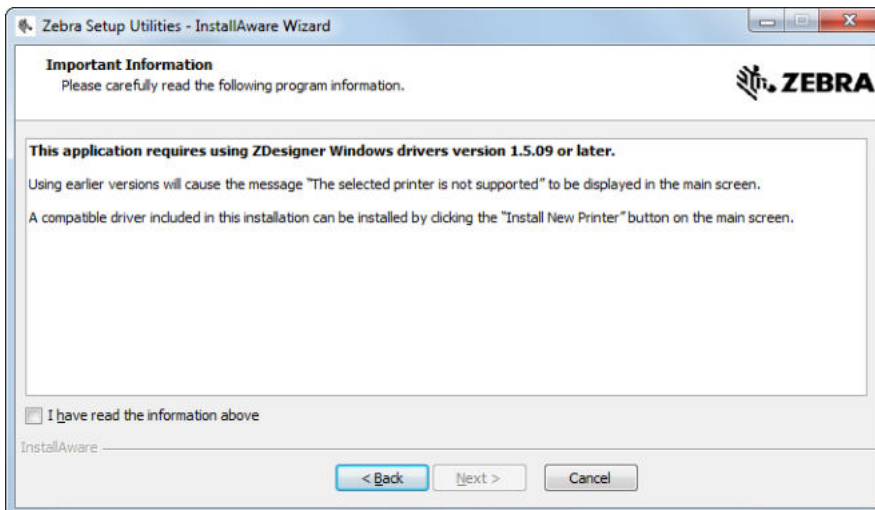 Zebra Setup Utilities - InstallAware Wizard
Important Information
Please carefully read the following program information.
ZEBRA
This application requires using ZDesigner Windows drivers version 1.5.09 or later.
Using earlier versions will cause the message "The selected printer is not supported" to be displayed in the main screen.
A compatible driver included in this installation can be installed by clicking the "Install New Printer" button on the main screen.
I have read the information above
InstallAware
< Back Next > Cancel